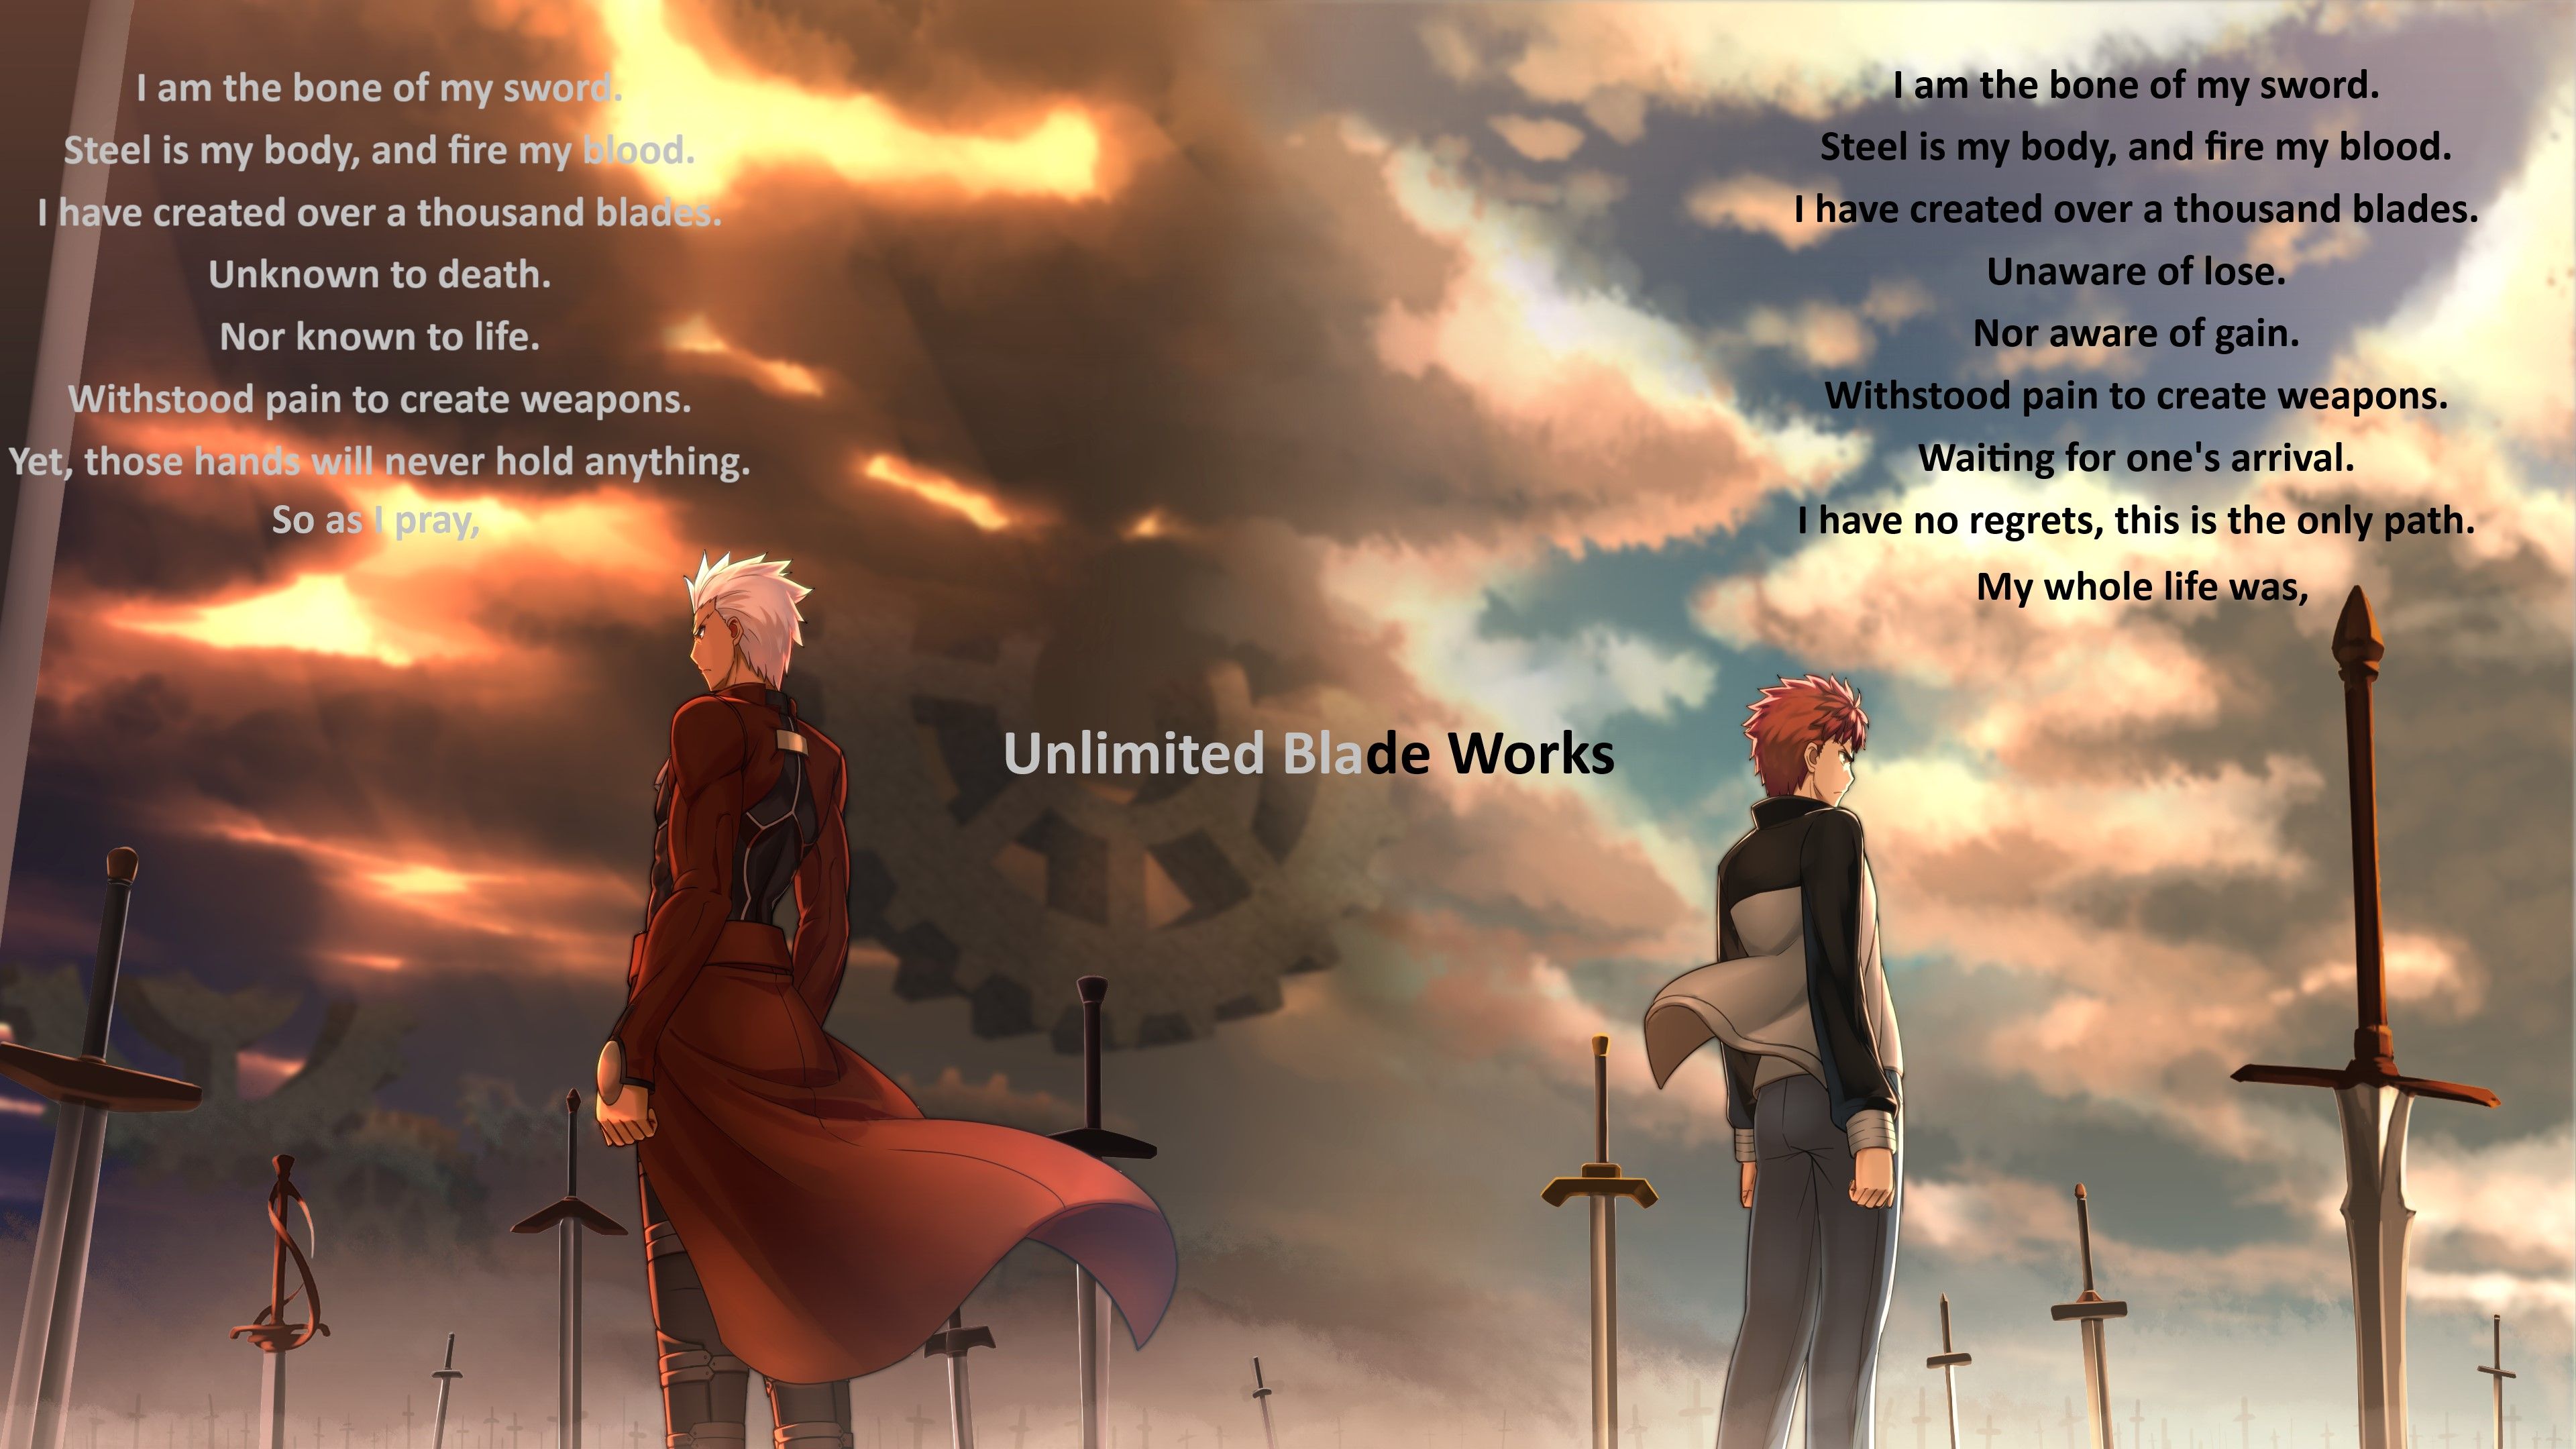 I am the bone of my sword.
Steel is my body, and fire my blood.
I have created over a thousand blades.
Unknown to death.
Nor known to life.
Withstood pain to create weapons.
Yet, those hands will never hold anything.
So as I pray,
I am the bone of my sword.
Steel is my body, and fire my blood.
I have created over a thousand blades.
Unaware of lose.
Nor aware of gain.
Withstood pain to create weapons.
Waiting for one's arrival.
I have no regrets, this is the only path.
My whole life was,
Unlimited Blade Works